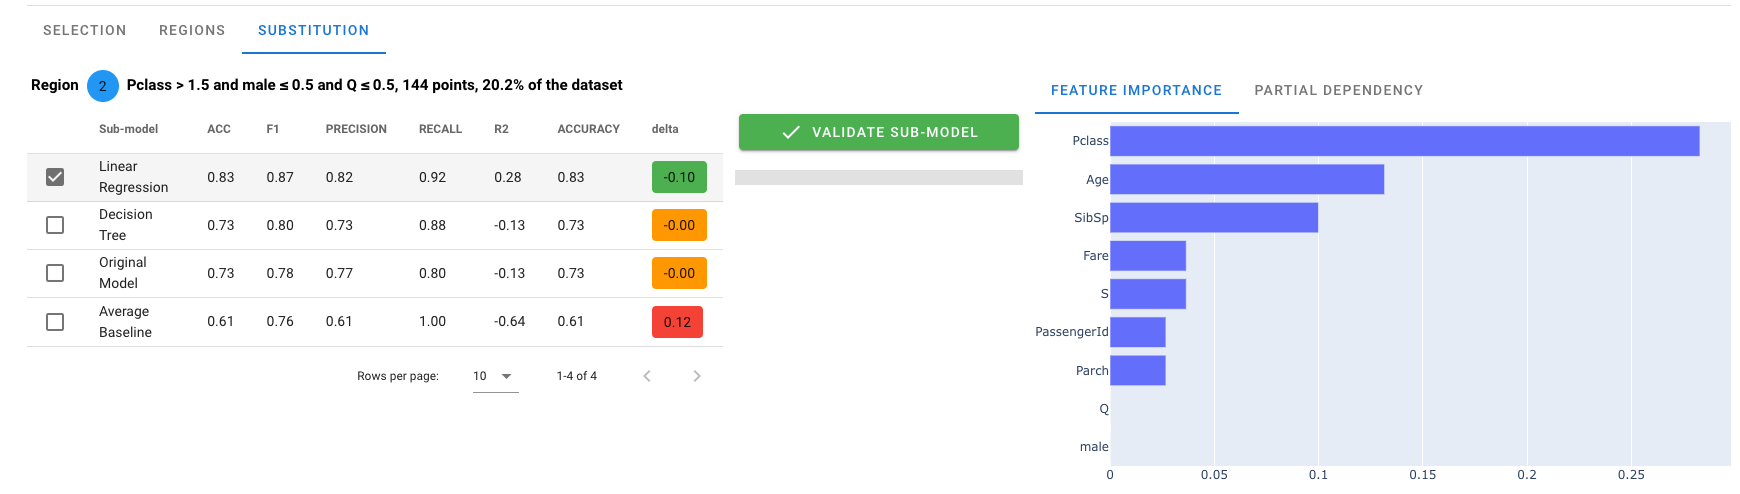 SELECTION REGIONS SUBSTITUTION
Region 2 Pclass > 1.5 and male ≤ 0.5 and Q ≤ 0.5, 144 points, 20.2% of the dataset
Sub-model ACC F1 PRECISION RECALL R2 ACCURACY delta
Linear
Regression 0.83 0.87 0.82 0.92 0.28 0.83 -0.10
Decision
Tree 0.73 0.80 0.73 0.88 -0.13 0.73 -0.00
Original
Model 0.73 0.78 0.77 0.80 -0.13 0.73 -0.00
Average
Baseline 0.61 0.76 0.61 1.00 -0.64 0.61 0.12
Rows per page: 10 1-4 of 4
VALIDATE SUB-MODEL
FEATURE IMPORTANCE PARTIAL DEPENDENCY
Pclass
Age
SibSp
Fare
S
PassengerId
Parch
Q
male
0 0.05 0.1 0.15 0.2 0.25